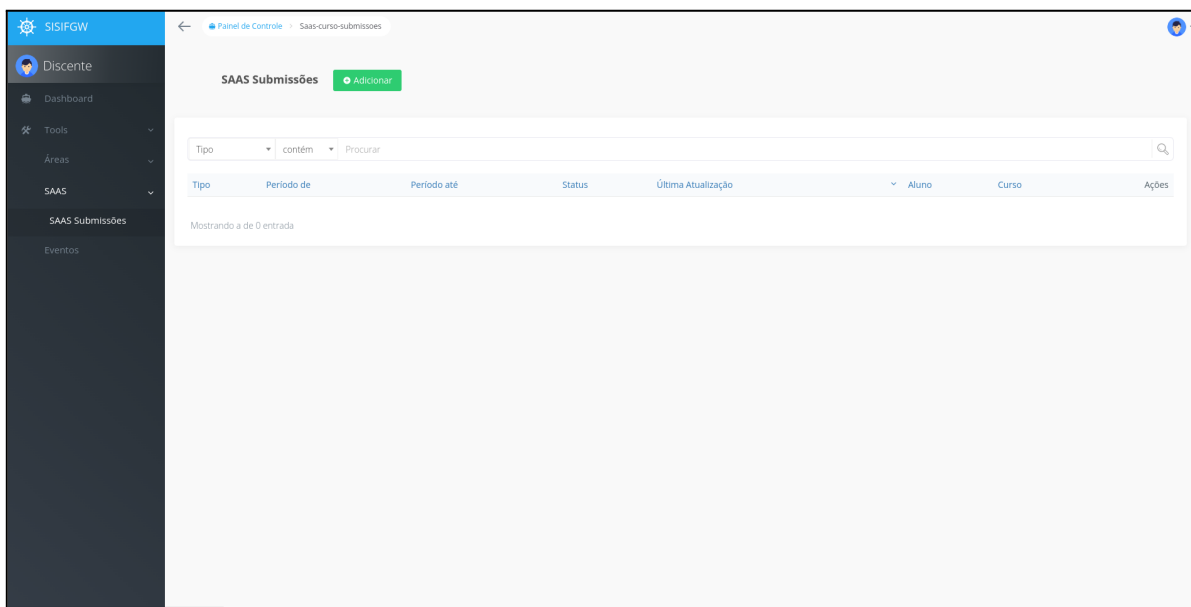 SISIFGW
Painel de Controle > Saas-curso-submissoes
Discente
SAAS Submissões Adicionar
Dashboard
Tools
Áreas
SAAS
SAAS Submissões
Eventos
Tipo contém Procurar
Tipo Período de Período até Status Última Atualização Aluno Curso Ações
Mostrando a de 0 entrada